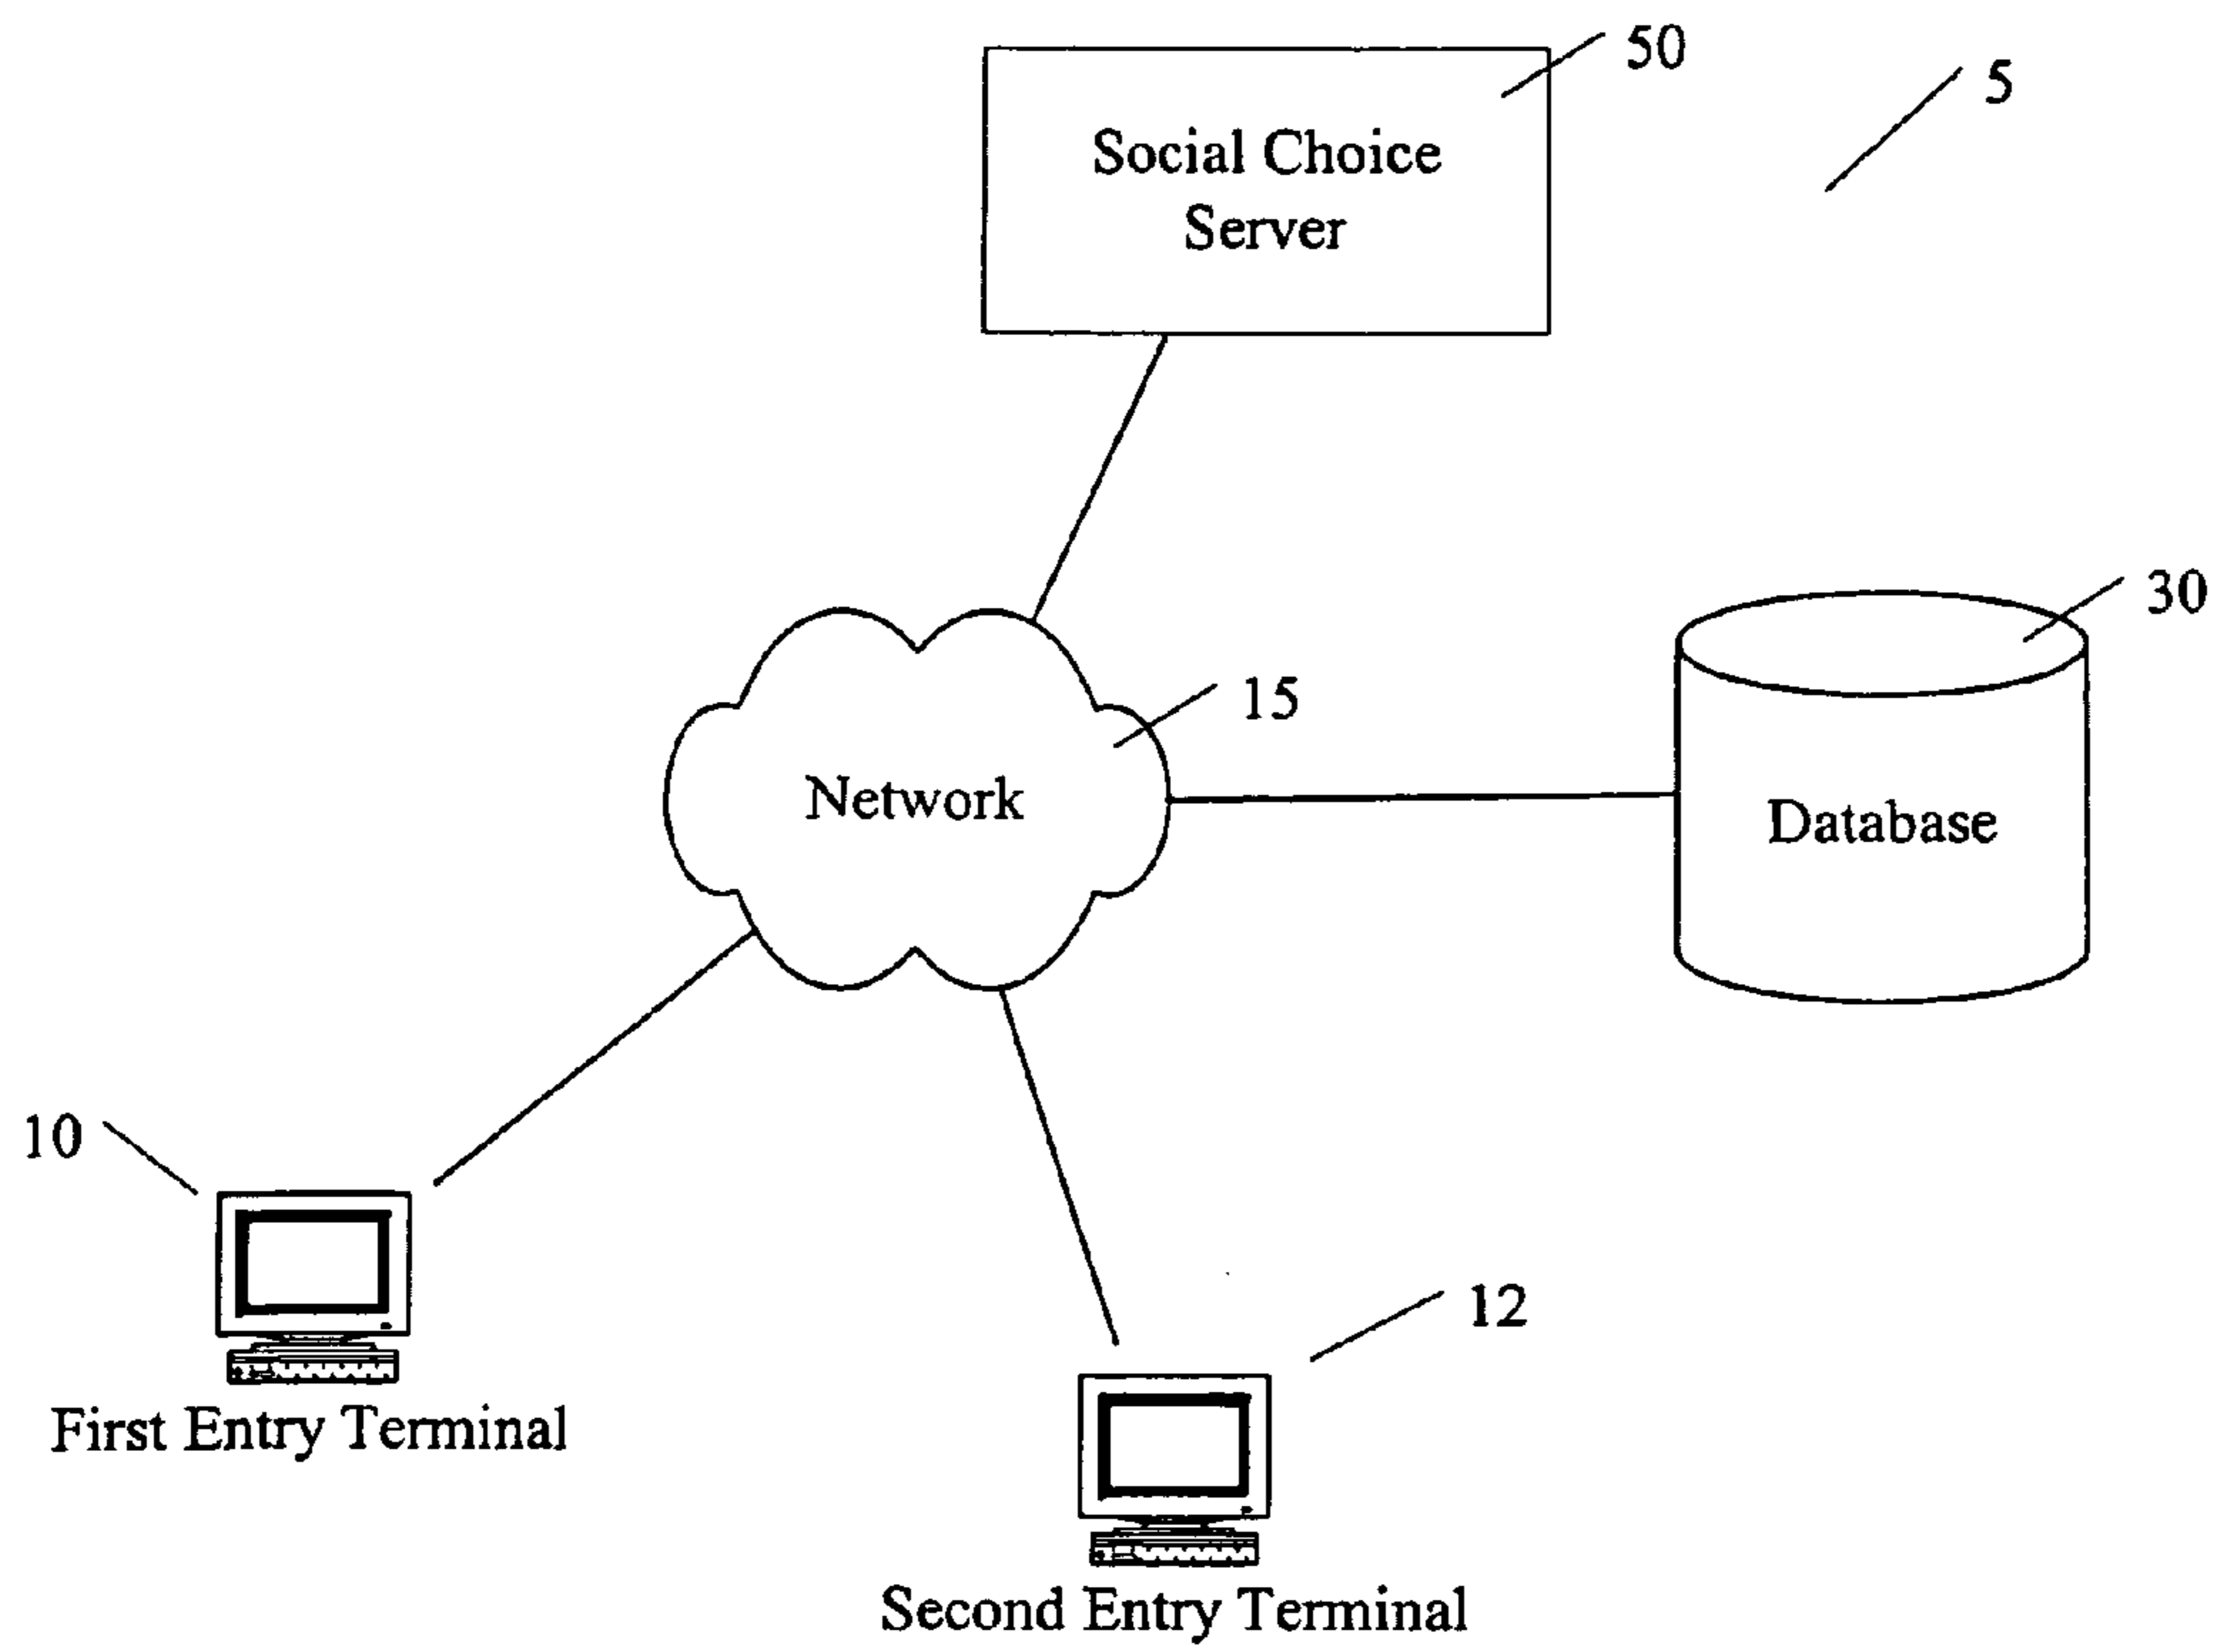 50
5
Social Choice
Server
30
15
Network
Database
10
12
First Entry Terminal
Second Entry Terminal